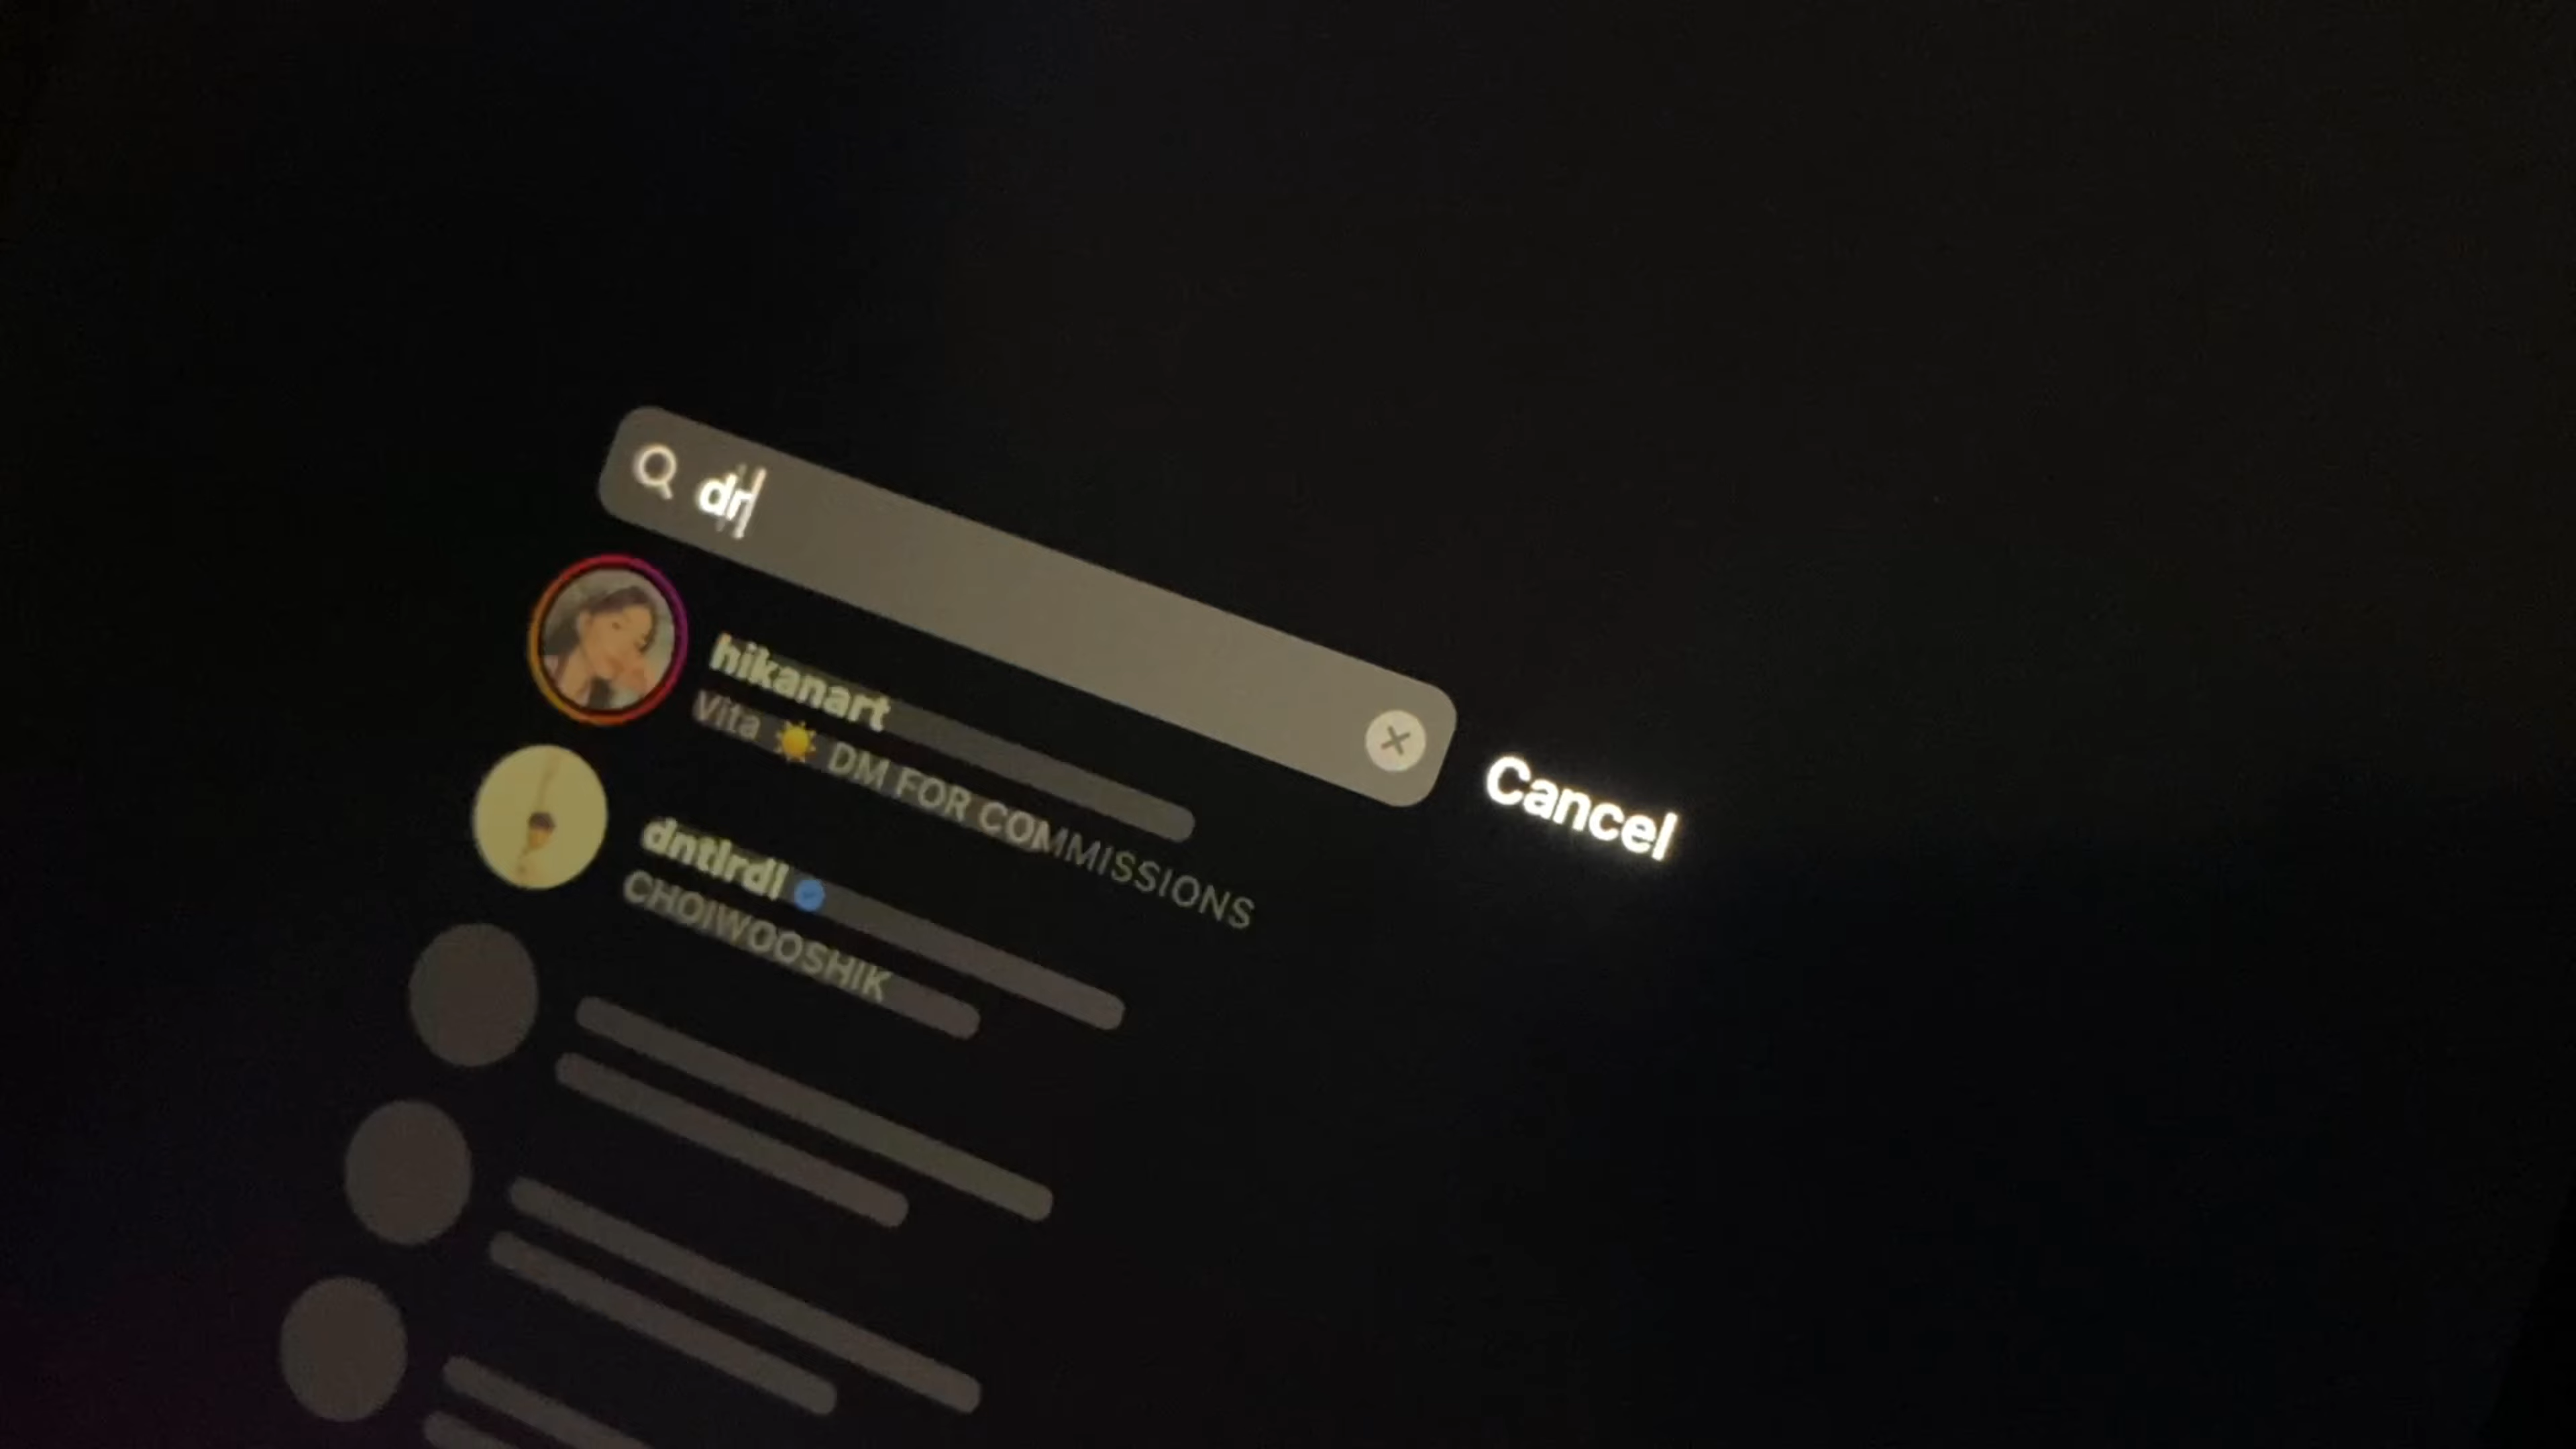 dr
hikanart
Vita ☀️ DM FOR COMMISSIONS
dntlrdl
CHOIWOOSHIK
Cancel